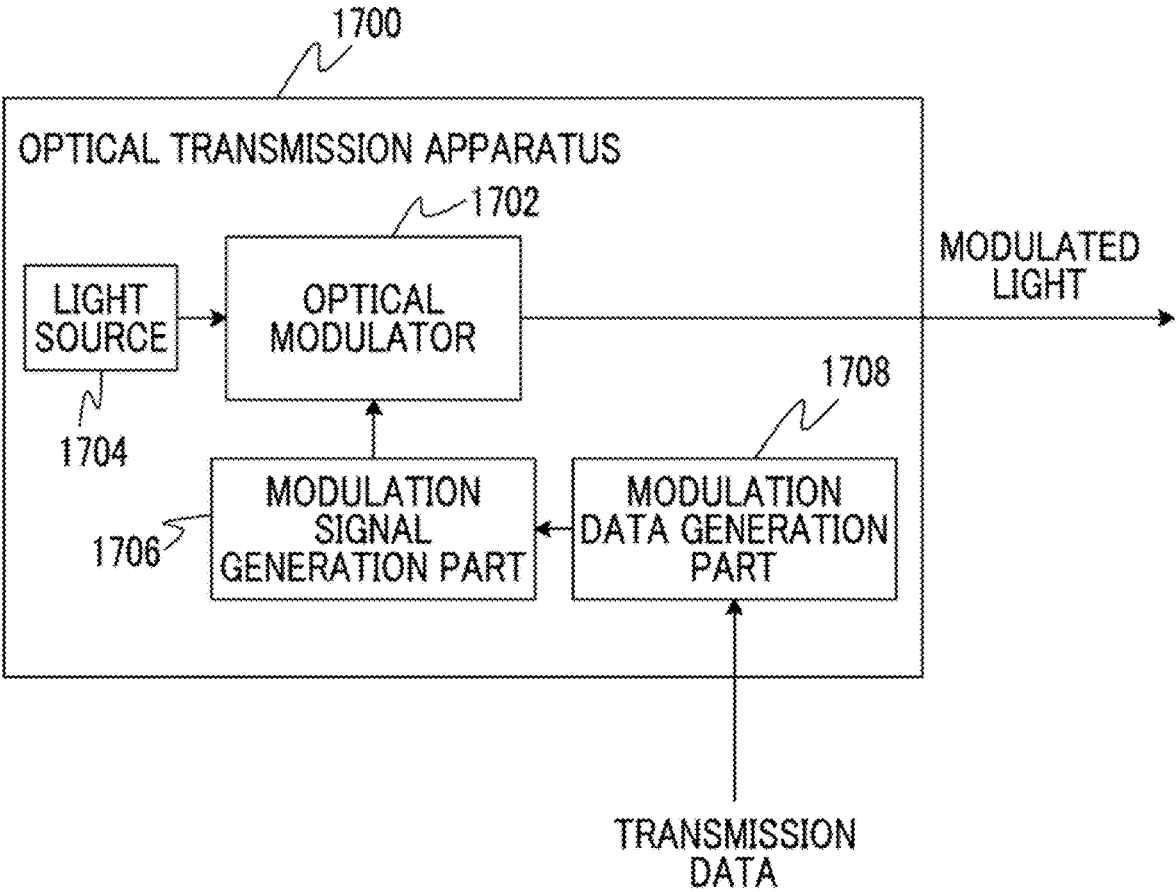 1700
OPTICAL TRANSMISSION APPARATUS
1702
LIGHT
SOURCE
OPTICAL
MODULATOR
MODULATED
LIGHT
1704
1708
1706
MODULATION
SIGNAL
GENERATION PART
MODULATION
DATA GENERATION
PART
TRANSMISSION
DATA